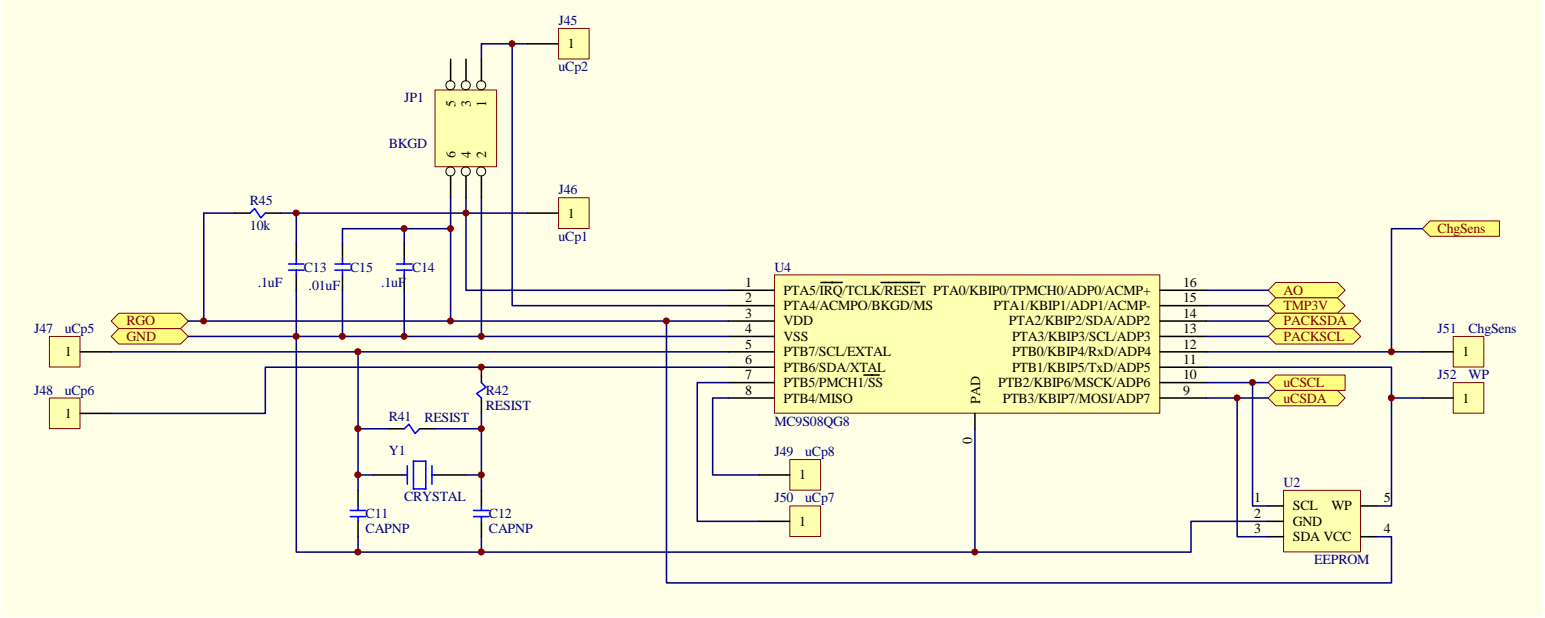 J45
1
uCp2
JP1
5 3 1
BKGD
6 4 2
J46
1
uCp1
R45
10k
C13
.1uF
C15
.01uF
C14
.1uF
RGO
GND
J47 uCp5
1
J48 uCp6
1
R42
RESIST
R41 RESIST
Y1
CRYSTAL
C11
CAPNP
C12
CAPNP
U4
1 PTA5/IRQ/TCLK/RESET PTA0/KBIP0/TPMCH0/ADP0/ACMP+ 16
2 PTA4/ACMPO/BKGD/MS PTA1/KBIP1/ADP1/ACMP- 15
3 VDD PTA2/KBIP2/SDA/ADP2 14
4 VSS PTA3/KBIP3/SCL/ADP3 13
5 PTB7/SCL/EXTAL PTB0/KBIP4/RxD/ADP4 12
6 PTB6/SDA/XTAL PTB1/KBIP5/TxD/ADP5 11
7 PTB5/PMCH1/SS PTB2/KBIP6/MSCK/ADP6 10
8 PTB4/MISO PTB3/KBIP7/MOSI/ADP7 9
PAD
0
MC9S08QG8
J49 uCp8
1
J50 uCp7
1
ChgSens
AO
TMP3V
PACKSDA
PACKSCL
uCSCL
uCSDA
J51 ChgSens
1
J52 WP
1
U2
1 SCL WP 5
2 GND
3 SDA VCC 4
EEPROM